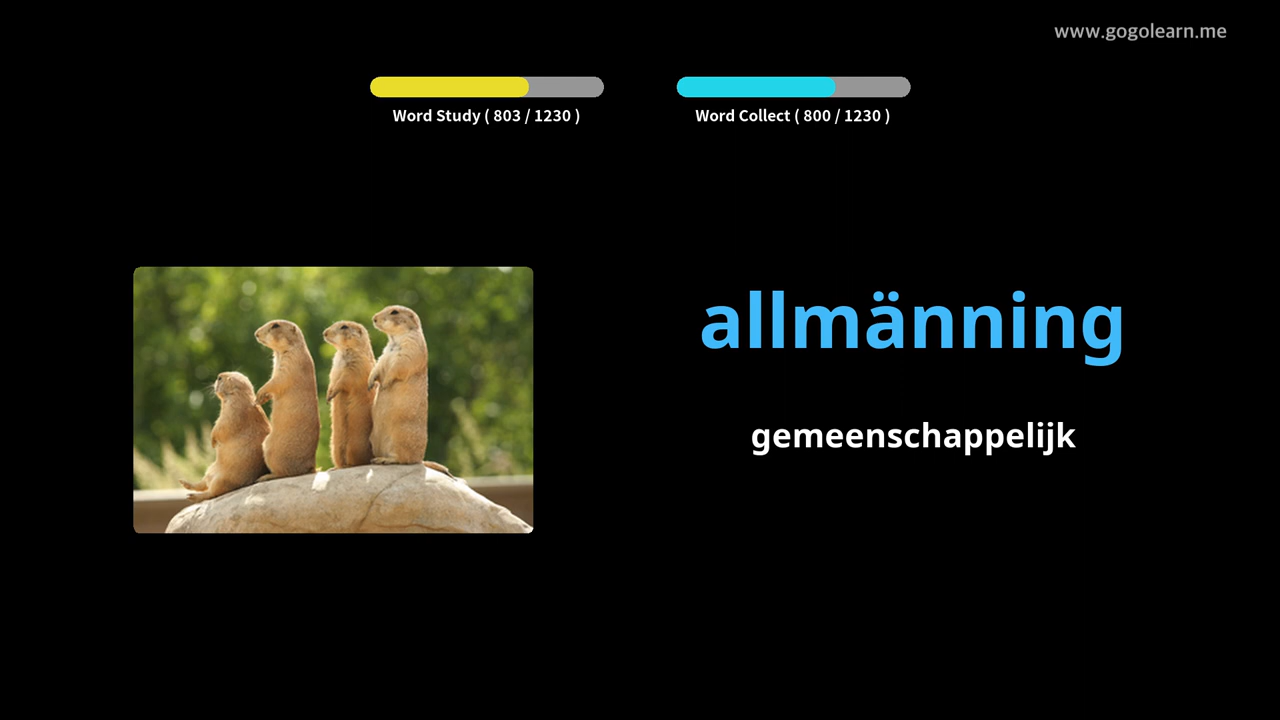 www.gogolearn.me
Word Study ( 803 / 1230 )
Word Collect ( 800 / 1230 )
allmänning
gemeenschappelijk